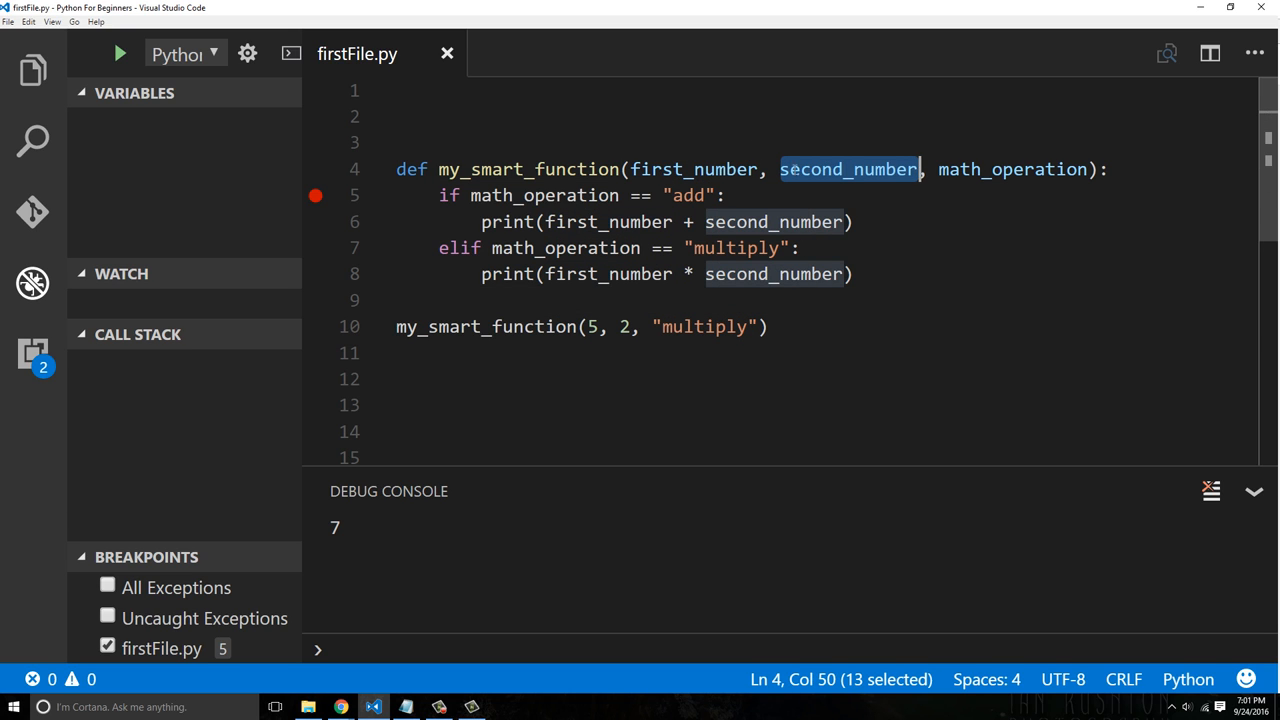 firstFile.py - Python For Beginners - Visual Studio Code
File Edit View Go Help
Python
firstFile.py
VARIABLES
WATCH
CALL STACK
2
BREAKPOINTS
All Exceptions
Uncaught Exceptions
firstFile.py 5
1
2
3
4 def my_smart_function(first_number, second_number, math_operation):
5 if math_operation == "add":
6 print(first_number + second_number)
7 elif math_operation == "multiply":
8 print(first_number * second_number)
9
10 my_smart_function(5, 2, "multiply")
11
12
13
14
15
DEBUG CONSOLE
7
0 0
Ln 4, Col 50 (13 selected) Spaces: 4 UTF-8 CRLF Python
I'm Cortana. Ask me anything.
7:01 PM
9/24/2016